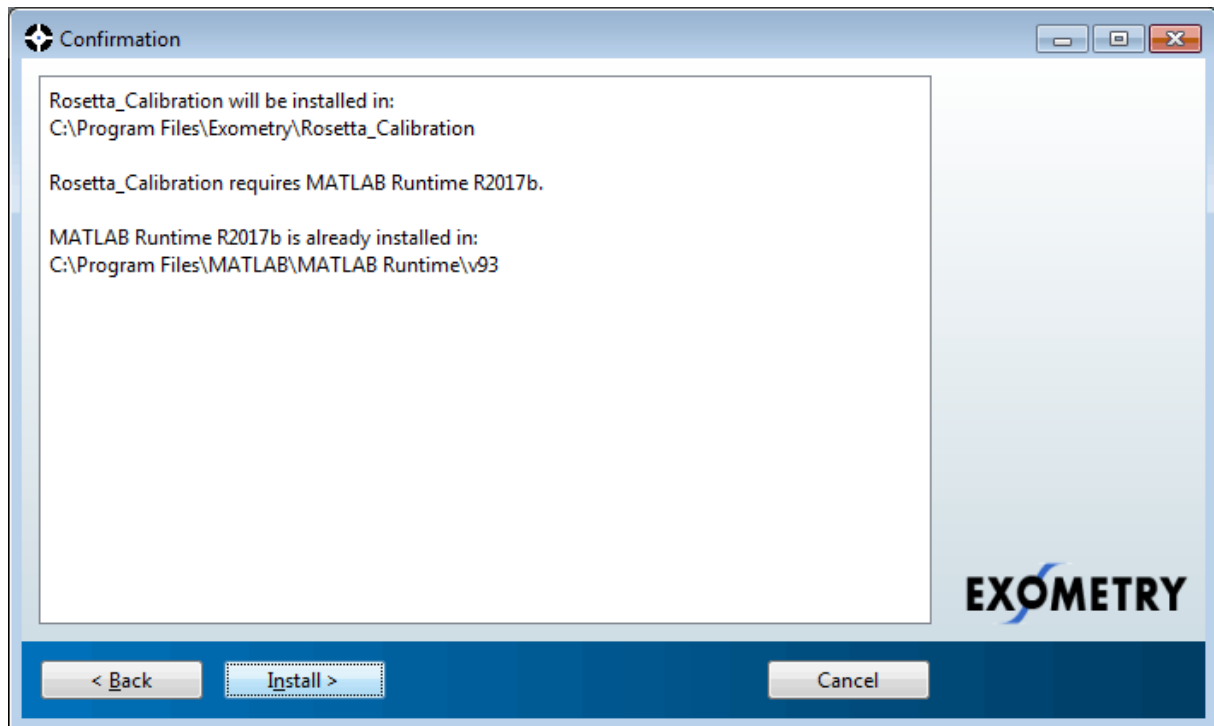 Confirmation
Rosetta_Calibration will be installed in:
C:\Program Files\Exometry\Rosetta_Calibration
Rosetta_Calibration requires MATLAB Runtime R2017b.
MATLAB Runtime R2017b is already installed in:
C:\Program Files\MATLAB\MATLAB Runtime\v93
EXOMETRY
< Back Install > Cancel